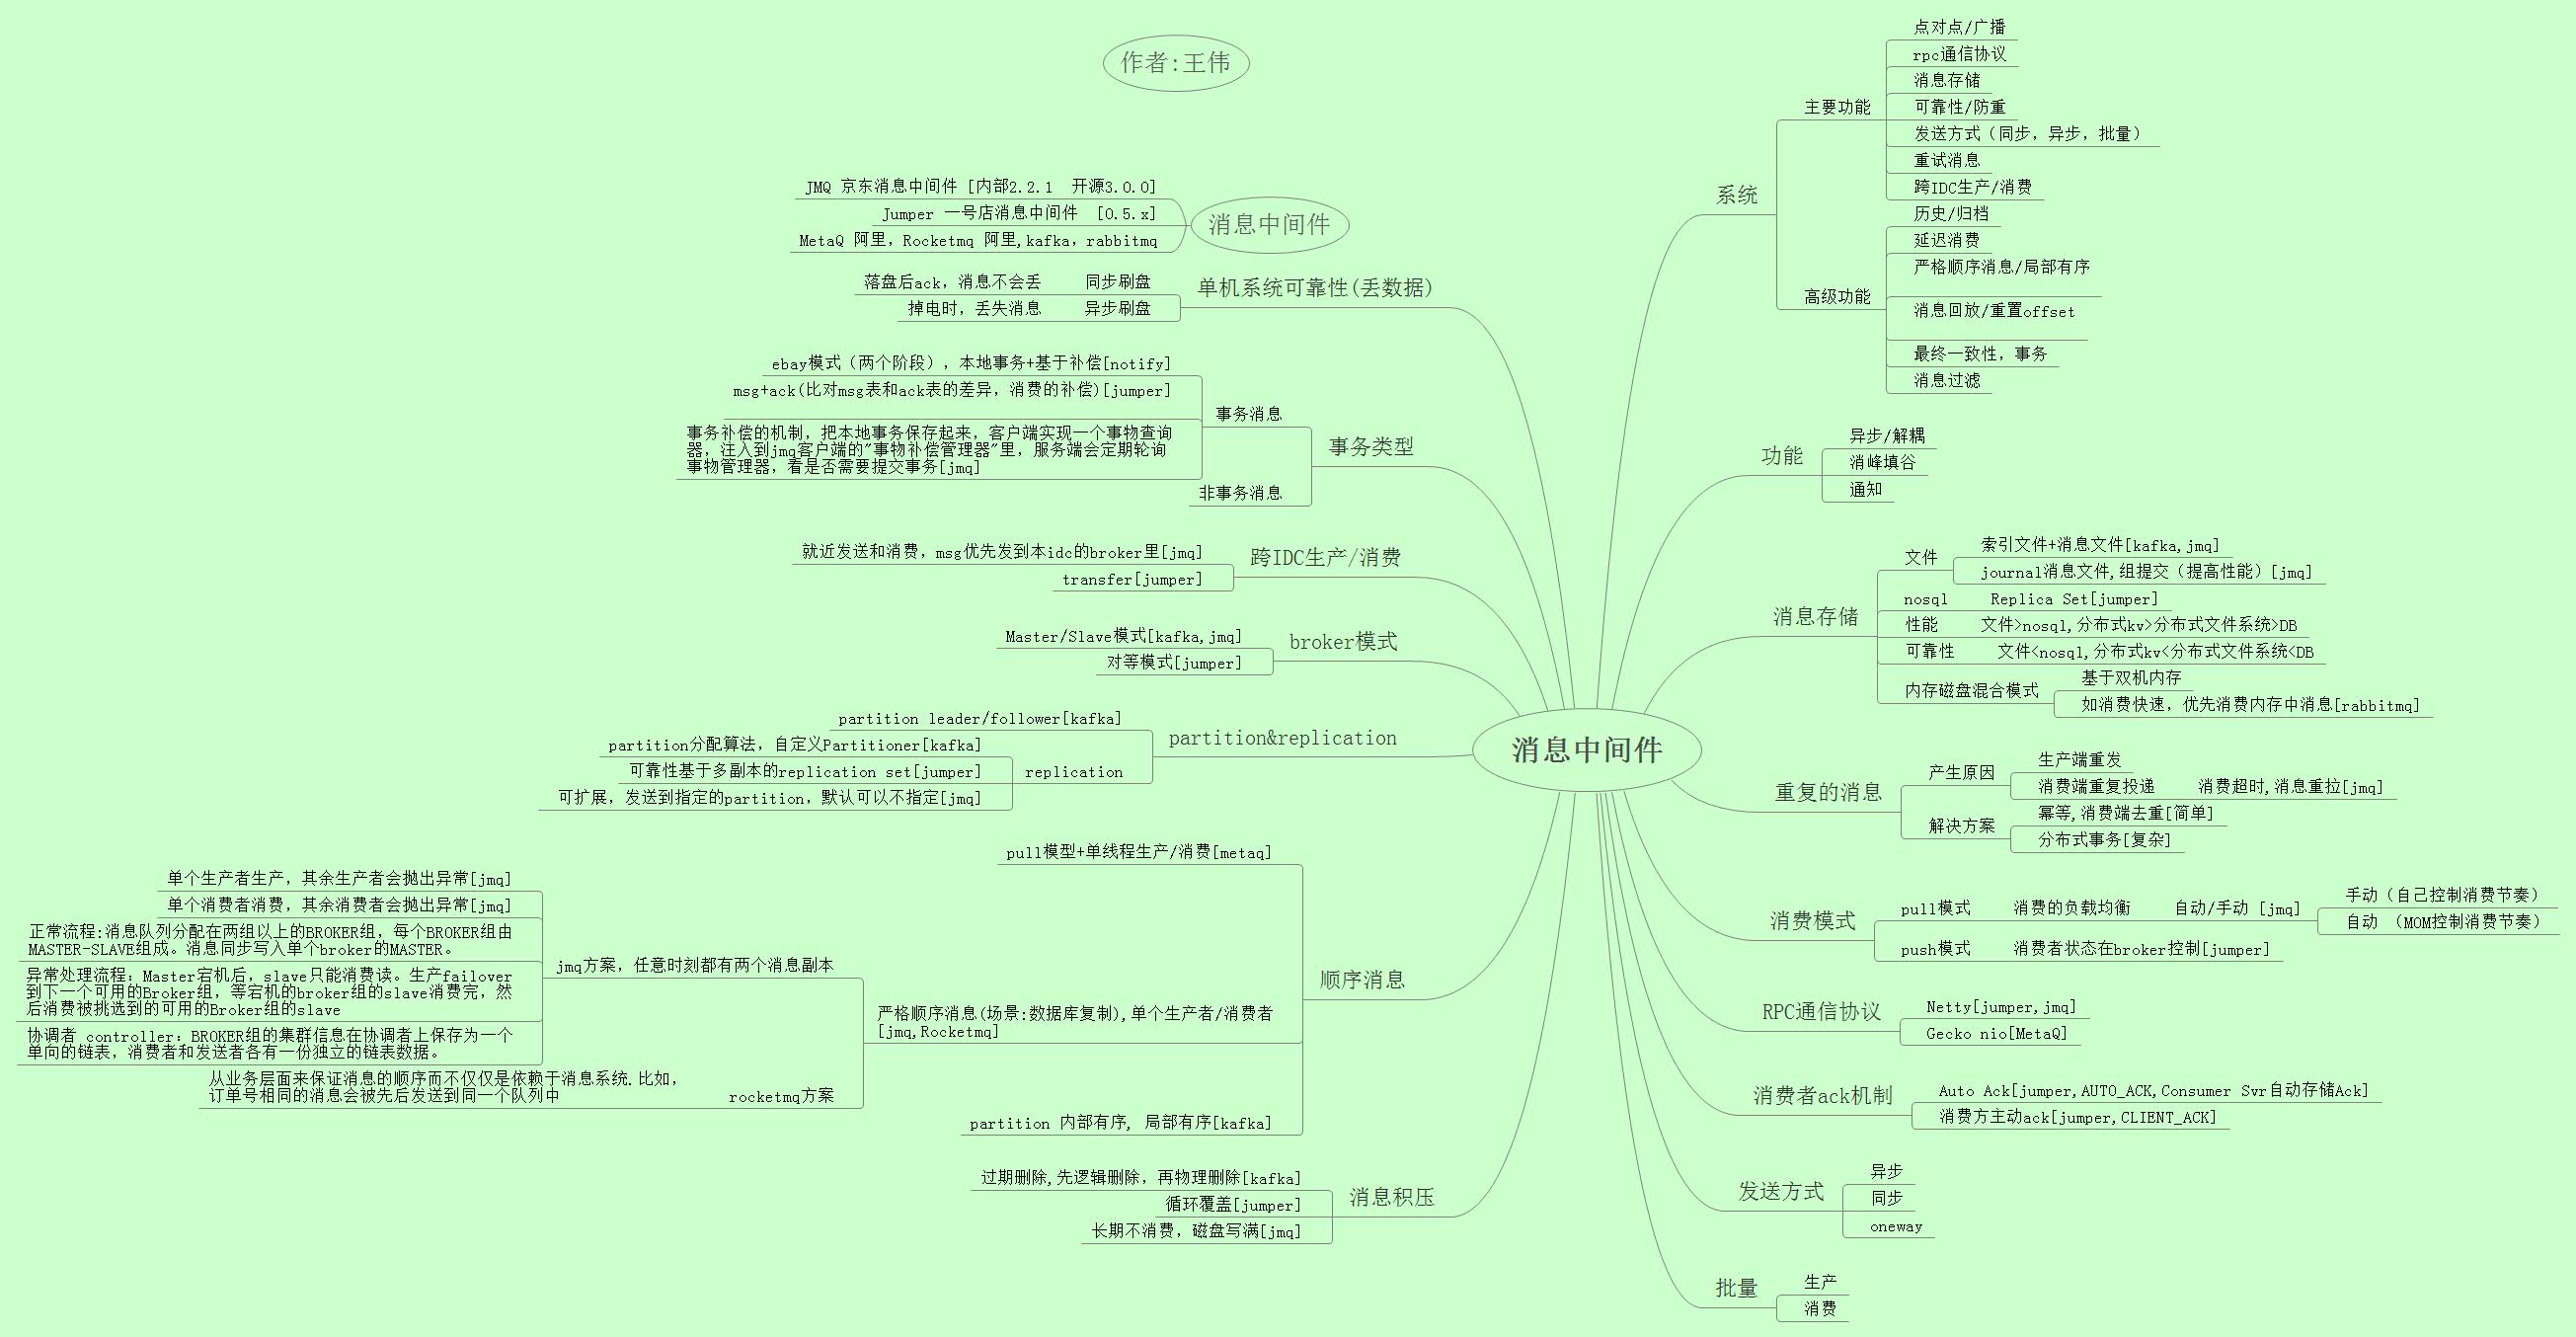 作者:王伟
消息中间件
JMQ 京东消息中间件 [内部2.2.1  开源3.0.0]
Jumper 一号店消息中间件  [0.5.x]
MetaQ 阿里，Rocketmq 阿里,kafka，rabbitmq
消息中间件
系统
主要功能
点对点/广播
rpc通信协议
消息存储
可靠性/防重
发送方式（同步，异步，批量）
重试消息
跨IDC生产/消费
高级功能
历史/归档
延迟消费
严格顺序消息/局部有序
消息回放/重置offset
最终一致性，事务
消息过滤
功能
异步/解耦
消峰填谷
通知
消息存储
文件
索引文件+消息文件[kafka,jmq]
journal消息文件,组提交（提高性能）[jmq]
nosql
Replica Set[jumper]
性能
文件>nosql,分布式kv>分布式文件系统>DB
可靠性
文件<nosql,分布式kv<分布式文件系统<DB
内存磁盘混合模式
基于双机内存
如消费快速，优先消费内存中消息[rabbitmq]
重复的消息
产生原因
生产端重发
消费端重复投递
消费超时,消息重拉[jmq]
解决方案
幂等,消费端去重[简单]
分布式事务[复杂]
消费模式
pull模式
消费的负载均衡
自动/手动 [jmq]
手动（自己控制消费节奏）
自动 （MOM控制消费节奏）
push模式
消费者状态在broker控制[jumper]
RPC通信协议
Netty[jumper,jmq]
Gecko nio[MetaQ]
消费者ack机制
Auto Ack[jumper,AUTO_ACK,Consumer Svr自动存储Ack]
消费方主动ack[jumper,CLIENT_ACK]
发送方式
异步
同步
oneway
批量
生产
消费
单机系统可靠性(丢数据)
同步刷盘
落盘后ack，消息不会丢
异步刷盘
掉电时，丢失消息
事务类型
事务消息
ebay模式（两个阶段），本地事务+基于补偿[notify]
msg+ack(比对msg表和ack表的差异，消费的补偿)[jumper]
事务补偿的机制，把本地事务保存起来，客户端实现一个事物查询
器，注入到jmq客户端的"事物补偿管理器"里，服务端会定期轮询
事物管理器，看是否需要提交事务[jmq]
非事务消息
跨IDC生产/消费
就近发送和消费，msg优先发到本idc的broker里[jmq]
transfer[jumper]
broker模式
Master/Slave模式[kafka,jmq]
对等模式[jumper]
partition&replication
partition leader/follower[kafka]
replication
partition分配算法，自定义Partitioner[kafka]
可靠性基于多副本的replication set[jumper]
可扩展，发送到指定的partition，默认可以不指定[jmq]
顺序消息
pull模型+单线程生产/消费[metaq]
严格顺序消息(场景:数据库复制),单个生产者/消费者
[jmq,Rocketmq]
jmq方案，任意时刻都有两个消息副本
单个生产者生产，其余生产者会抛出异常[jmq]
单个消费者消费，其余消费者会抛出异常[jmq]
正常流程:消息队列分配在两组以上的BROKER组，每个BROKER组由
MASTER-SLAVE组成。消息同步写入单个broker的MASTER。
异常处理流程：Master宕机后，slave只能消费读。生产failover
到下一个可用的Broker组，等宕机的broker组的slave消费完，然
后消费被挑选到的可用的Broker组的slave
协调者 controller：BROKER组的集群信息在协调者上保存为一个
单向的链表，消费者和发送者各有一份独立的链表数据。
rocketmq方案
从业务层面来保证消息的顺序而不仅仅是依赖于消息系统.比如，
订单号相同的消息会被先后发送到同一个队列中
partition 内部有序， 局部有序[kafka]
消息积压
过期删除,先逻辑删除，再物理删除[kafka]
循环覆盖[jumper]
长期不消费，磁盘写满[jmq]